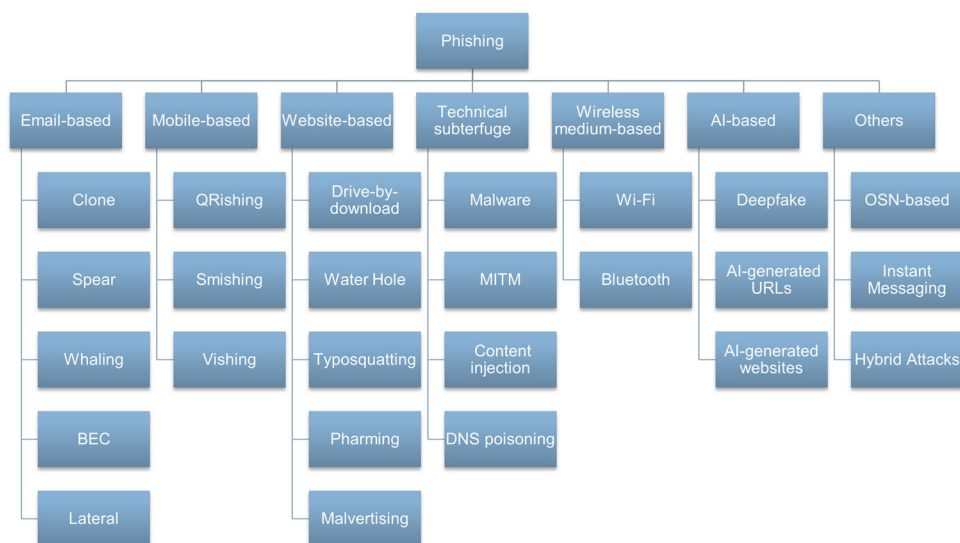 Phishing
Email-based
Mobile-based
Website-based
Technical
subterfuge
Wireless
medium-based
AI-based
Others
Clone
QRishing
Drive-by-
download
Malware
Wi-Fi
Deepfake
OSN-based
Spear
Smishing
Water Hole
MITM
Bluetooth
AI-generated
URLs
Instant
Messaging
Whaling
Vishing
Typosquatting
Content
injection
AI-generated
websites
Hybrid Attacks
BEC
Pharming
DNS poisoning
Lateral
Malvertising